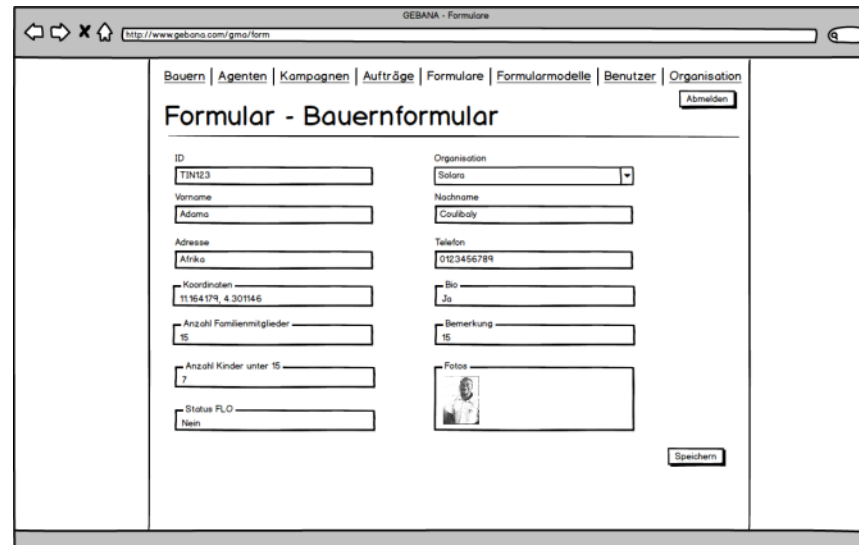 GEBANA - Formulare
http://www.gebana.com/gma/form
Bauern | Agenten | Kampagnen | Aufträge | Formulare | Formularmodelle | Benutzer | Organisation
Abmelden
Formular - Bauernformular
ID Organisation
TIN123 Solara
Vorname Nachname
Adama Coulibaly
Adresse Telefon
Afrika 0123456789
Koordinaten Bio
11.164179, 4.301146 Ja
Anzahl Familienmitglieder Bemerkung
15 15
Anzahl Kinder unter 15 Fotos
7
Status FLO
Nein
Speichern